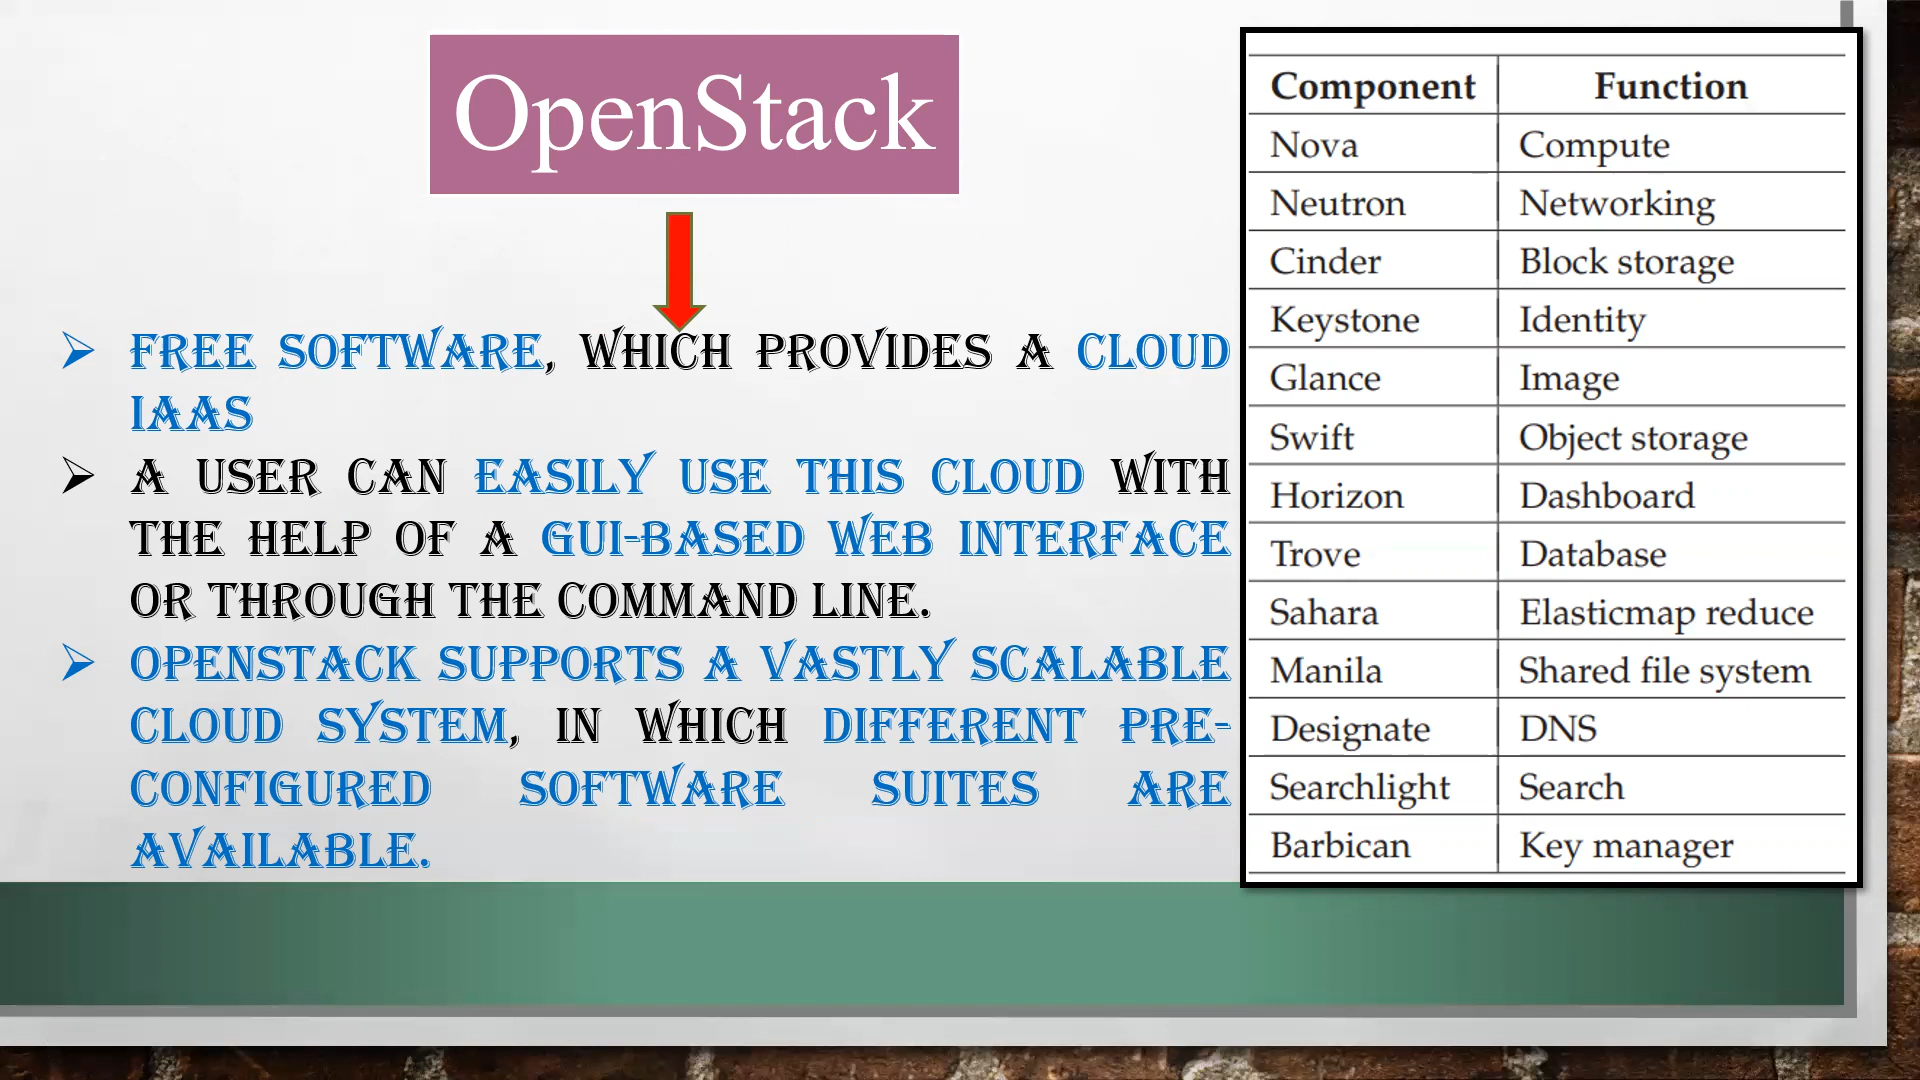 OpenStack
➢ FREE SOFTWARE, WHICH PROVIDES A CLOUD
IAAS
➢ A USER CAN EASILY USE THIS CLOUD WITH
THE HELP OF A GUI-BASED WEB INTERFACE
OR THROUGH THE COMMAND LINE.
➢ OPENSTACK SUPPORTS A VASTLY SCALABLE
CLOUD SYSTEM, IN WHICH DIFFERENT PRE-
CONFIGURED SOFTWARE SUITES ARE
AVAILABLE.
Component Function
Nova Compute
Neutron Networking
Cinder Block storage
Keystone Identity
Glance Image
Swift Object storage
Horizon Dashboard
Trove Database
Sahara Elasticmap reduce
Manila Shared file system
Designate DNS
Searchlight Search
Barbican Key manager